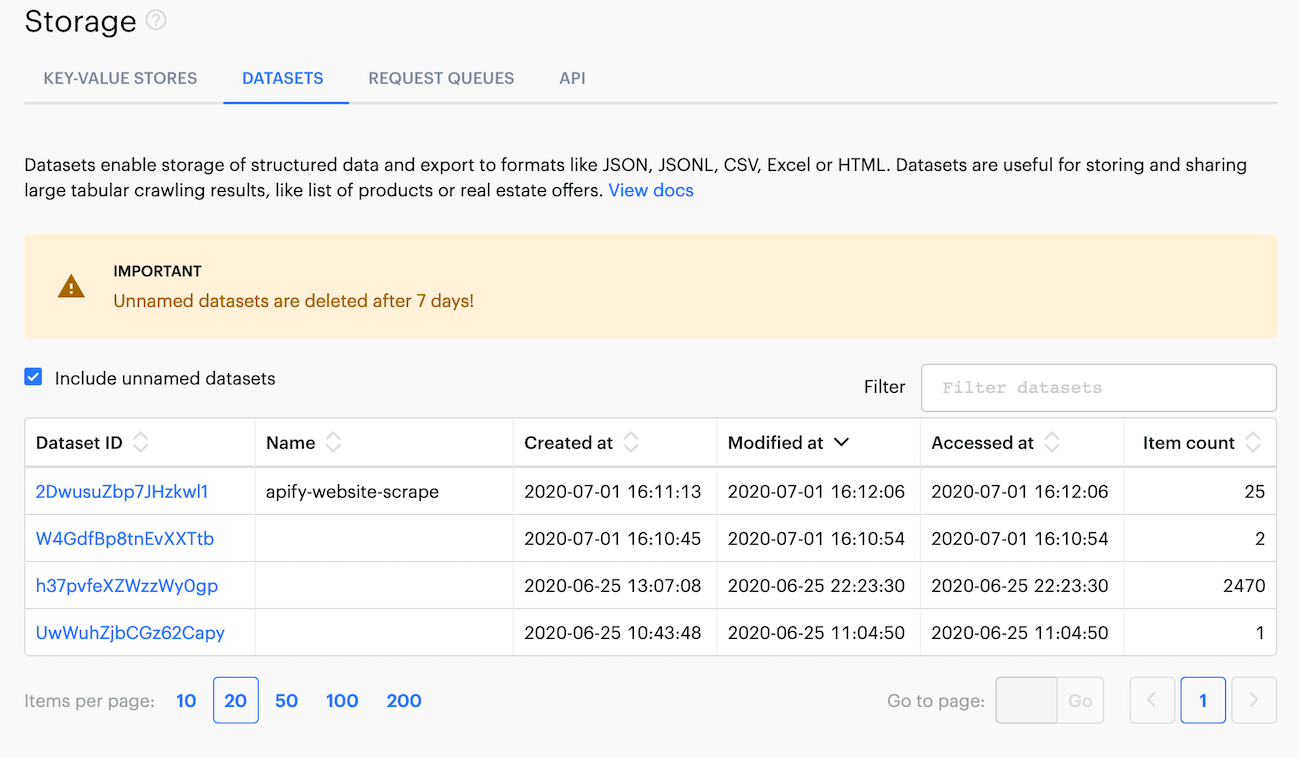 Storage ?
KEY-VALUE STORES DATASETS REQUEST QUEUES API
Datasets enable storage of structured data and export to formats like JSON, JSONL, CSV, Excel or HTML. Datasets are useful for storing and sharing
large tabular crawling results, like list of products or real estate offers. View docs
IMPORTANT
Unnamed datasets are deleted after 7 days!
Include unnamed datasets
Filter Filter datasets
Dataset ID Name Created at Modified at Accessed at Item count
2DwusuZbp7JHzkwl1 apify-website-scrape 2020-07-01 16:11:13 2020-07-01 16:12:06 2020-07-01 16:12:06 25
W4GdfBp8tnEvXXTtb 2020-07-01 16:10:45 2020-07-01 16:10:54 2020-07-01 16:10:54 2
h37pvfeXZWzzWy0gp 2020-06-25 13:07:08 2020-06-25 22:23:30 2020-06-25 22:23:30 2470
UwWuhZjbCGz62Capy 2020-06-25 10:43:48 2020-06-25 11:04:50 2020-06-25 11:04:50 1
Items per page: 10 20 50 100 200 Go to page: Go 1